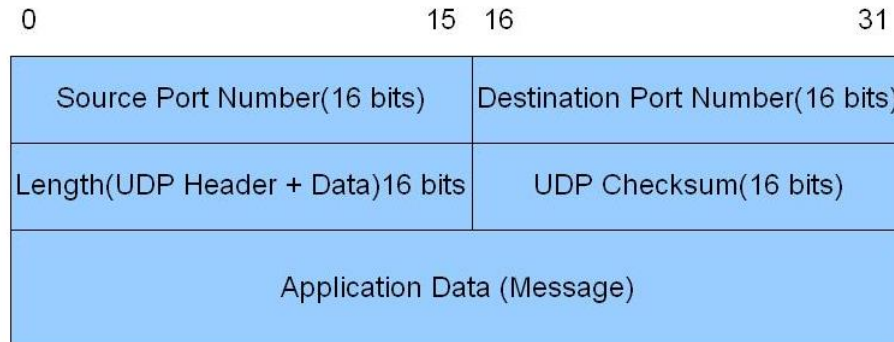 0 15 16 31
Source Port Number(16 bits) Destination Port Number(16 bits)
Length(UDP Header + Data)16 bits UDP Checksum(16 bits)
Application Data (Message)